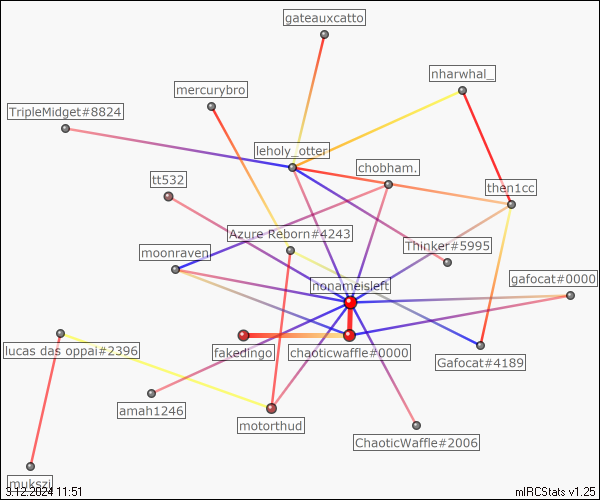 gateauxcatto
nharwhal_
mercurybro
TripleMidget#8824
leholy_otter
chobham.
tt532
then1cc
Azure Reborn#4243
Thinker#5995
moonraven
gafocat#0000
nonameisleft
lucas das oppai#2396
fakedingo
chaoticwaffle#0000
Gafocat#4189
amah1246
motorthud
ChaoticWaffle#2006
mukszi
3.12.2024 11:51
mIRCStats v1.25